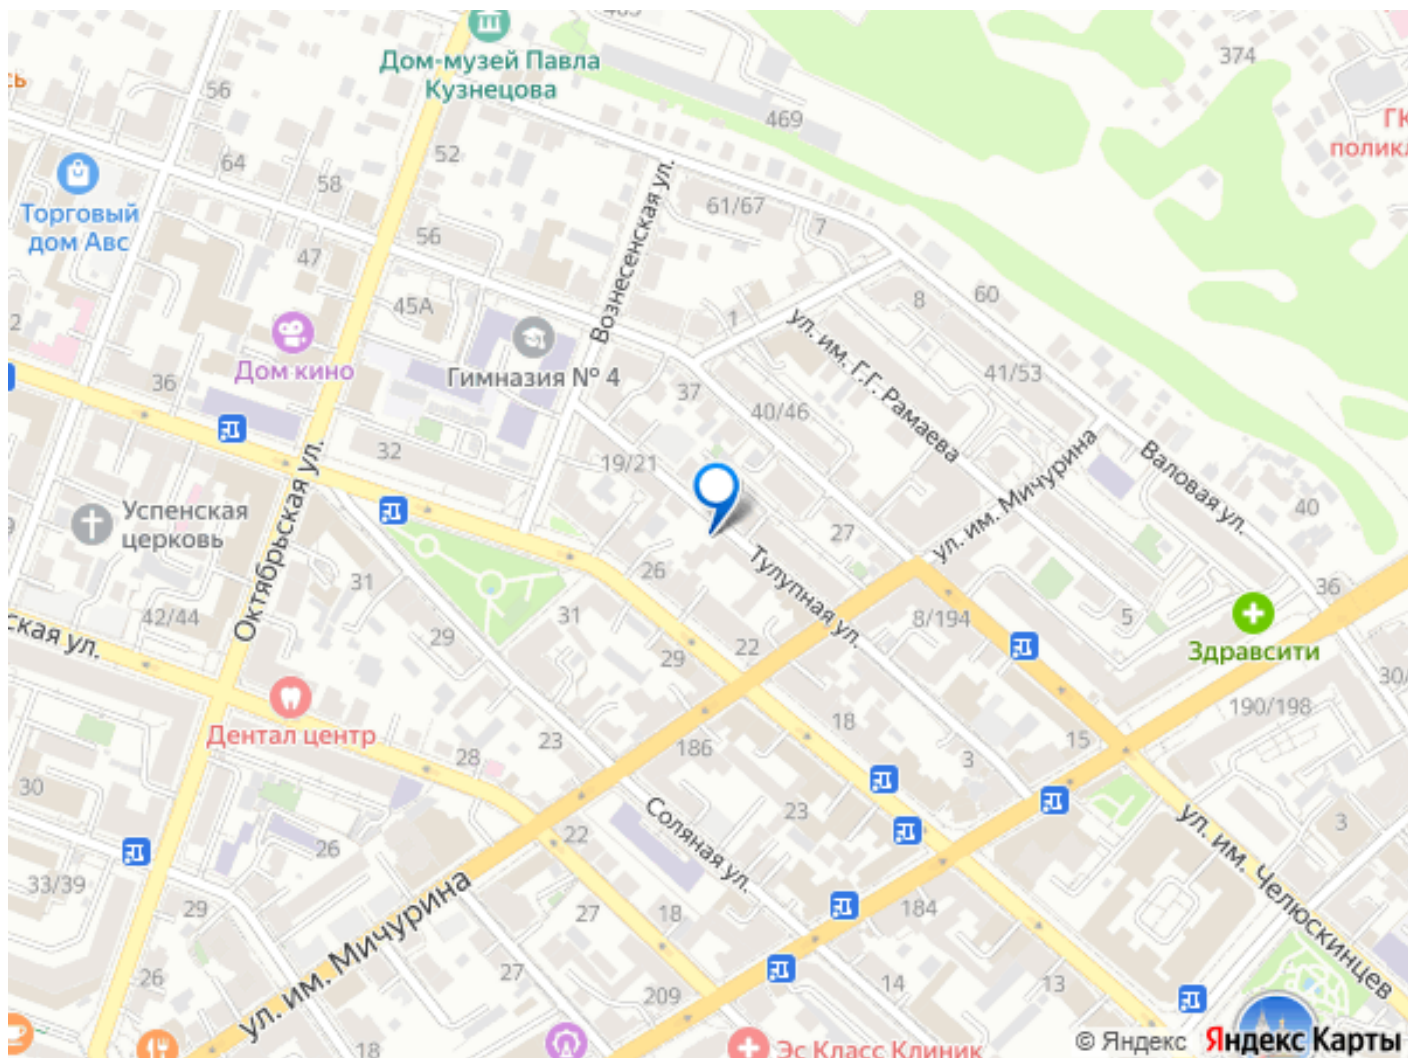 Дом-музей Павла
Кузнецова
56
374
469
ГК
поликл
52
64
58
61/67
7
Торговый
дом Авс
56
47
Вознесенская ул.
8
60
45А
1
ул. им. Г.Г. Рамаева
Дом кино
Гимназия № 4
36
37
41/53
40/46
32
19/21
Валовая ул.
40
Успенская
церковь
Октябрьская ул.
27
ул. им. Мичурина
31
26
Тулупная ул.
36
42/44
31
8/194
5
ская ул.
29
22
29
Здравсити
30/
190/198
Дентал центр
23
28
186
18
15
3
30
Соляная ул.
23
ул. им. Челюскинцев
3
22
26
33/39
29
ул. им. Мичурина
27
18
184
26
27
209
14
13
18
Эс Класс Клиник
© Яндекс Яндекс Карты